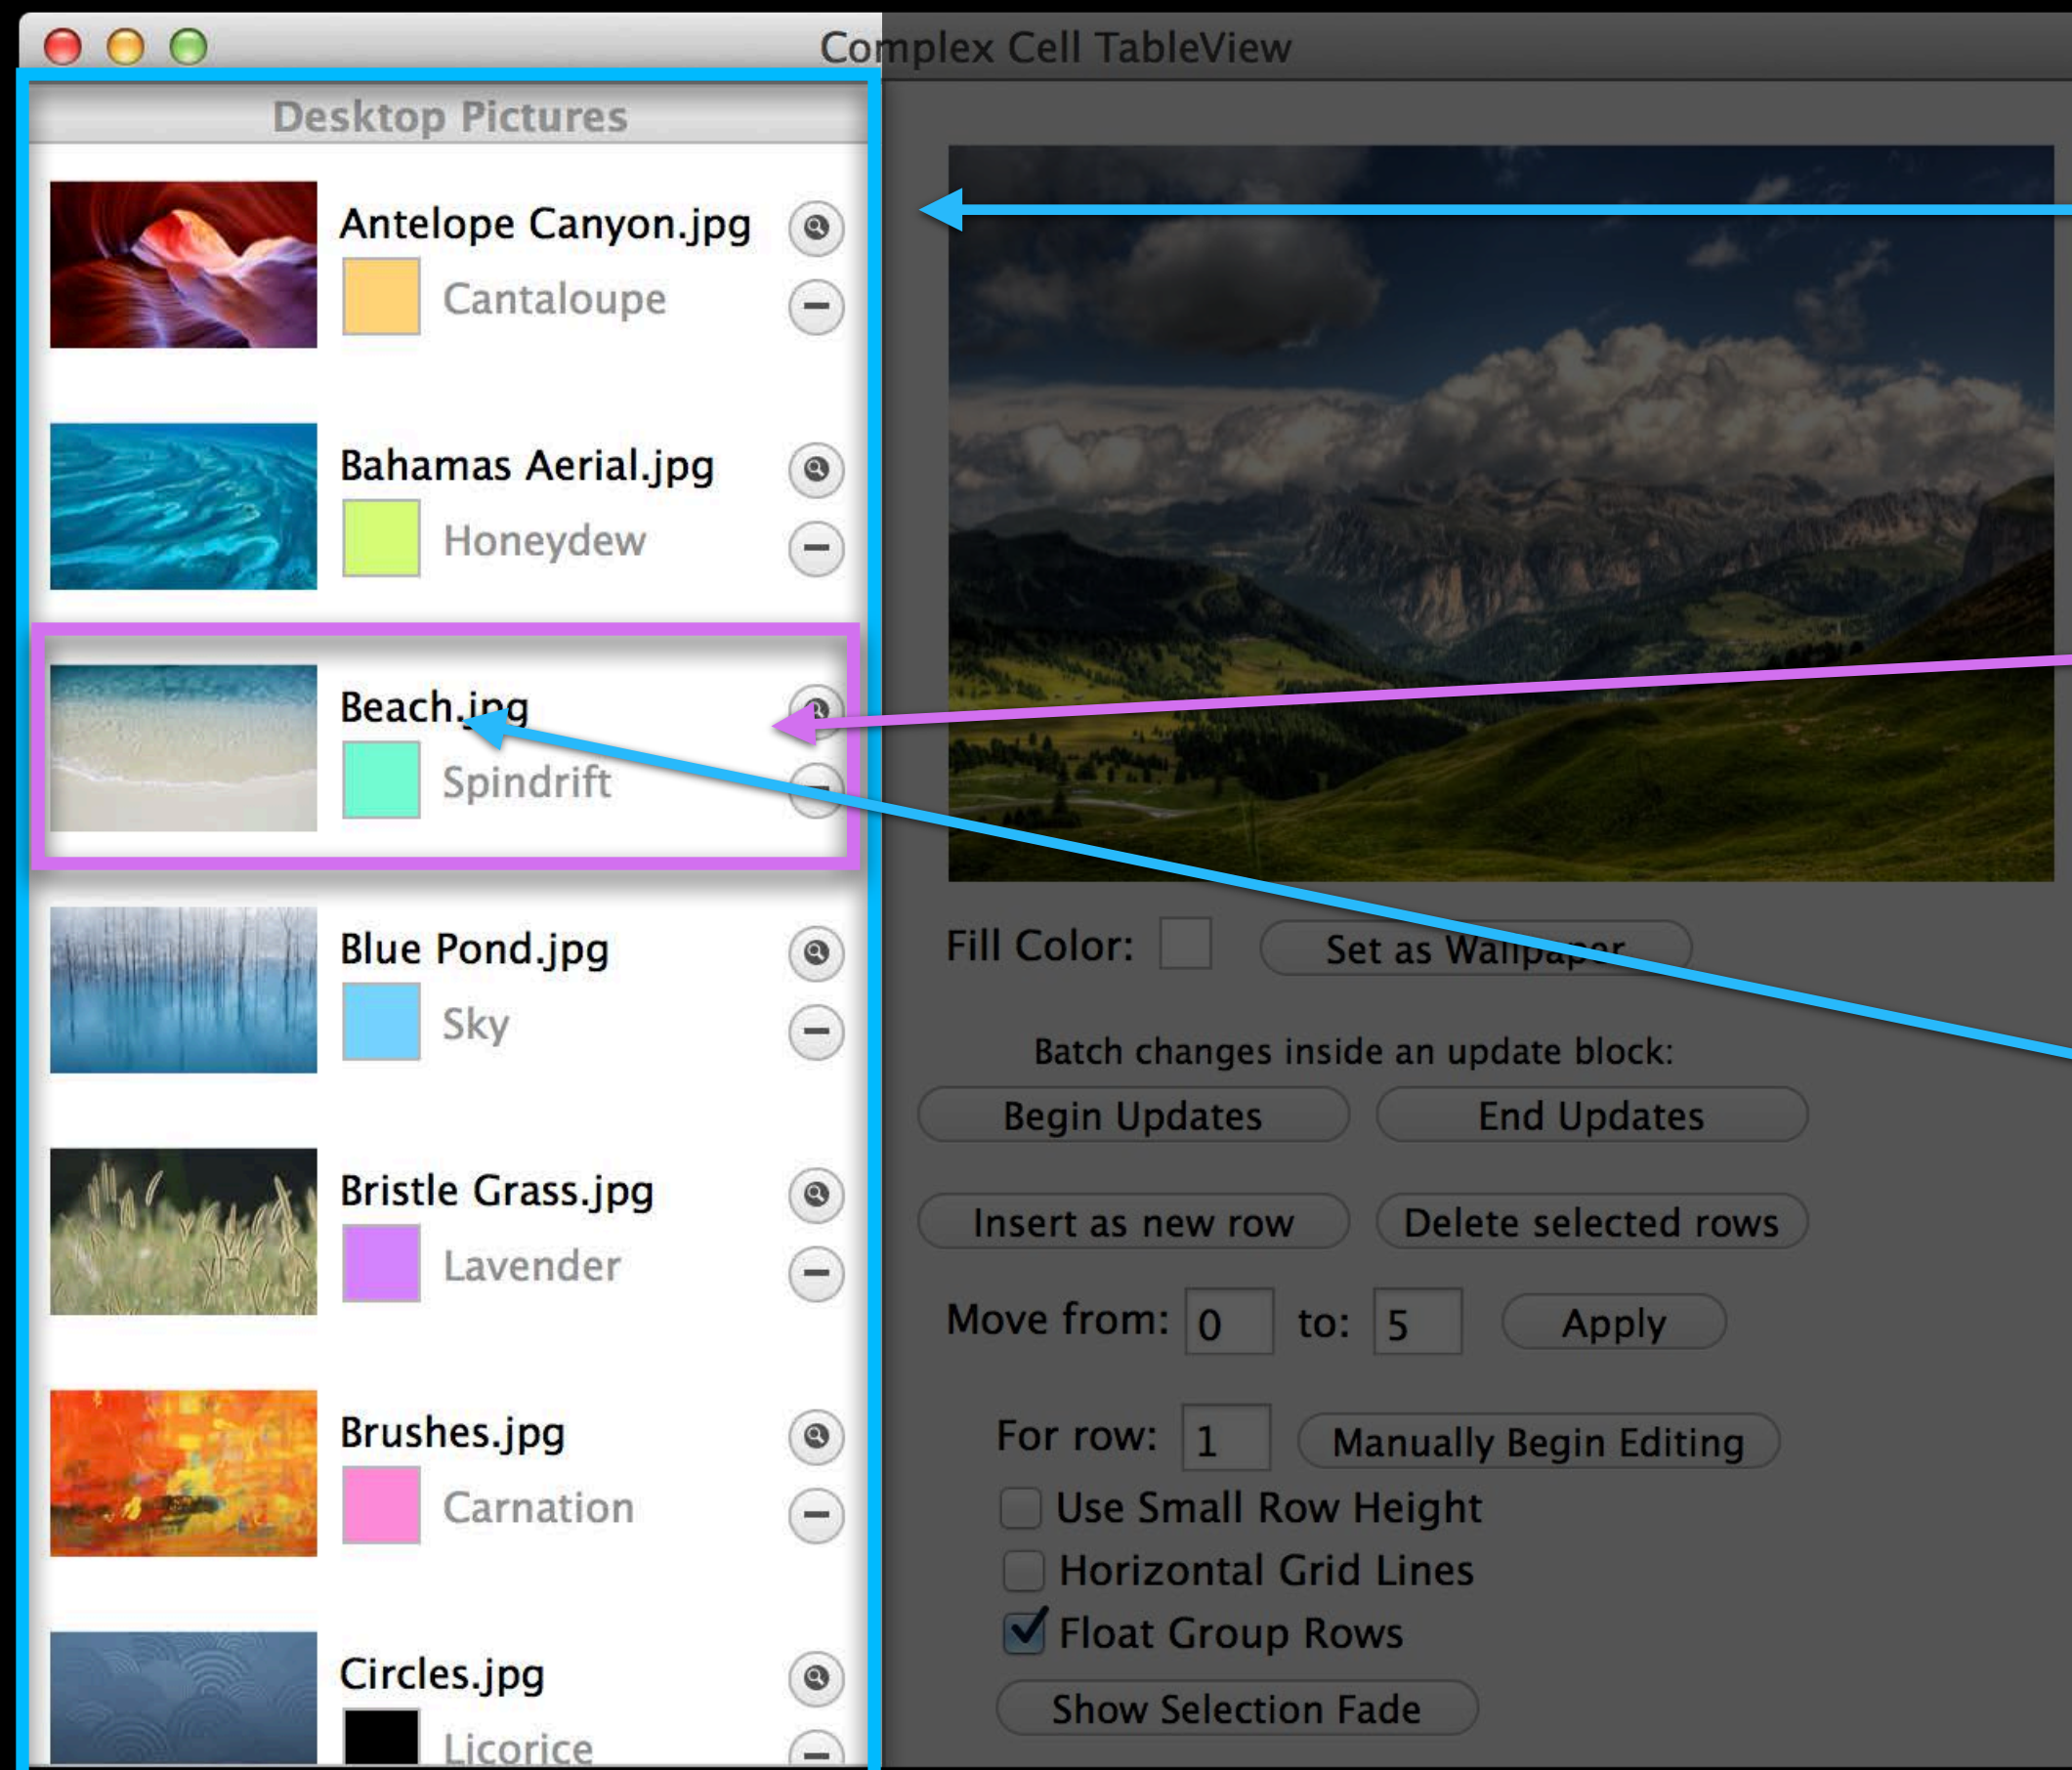 Complex Cell TableView
Desktop Pictures
Antelope Canyon.jpg
Cantaloupe
Bahamas Aerial.jpg
Honeydew
Beach.jpg
Spindrift
Blue Pond.jpg
Sky
Bristle Grass.jpg
Lavender
Brushes.jpg
Carnation
Circles.jpg
Licorice
Fill Color:
Set as Wallpaper
Batch changes inside an update block:
Begin Updates
End Updates
Insert as new row
Delete selected rows
Move from: 0 to: 5 Apply
For row: 1 Manually Begin Editing
Use Small Row Height
Horizontal Grid Lines
Float Group Rows
Show Selection Fade